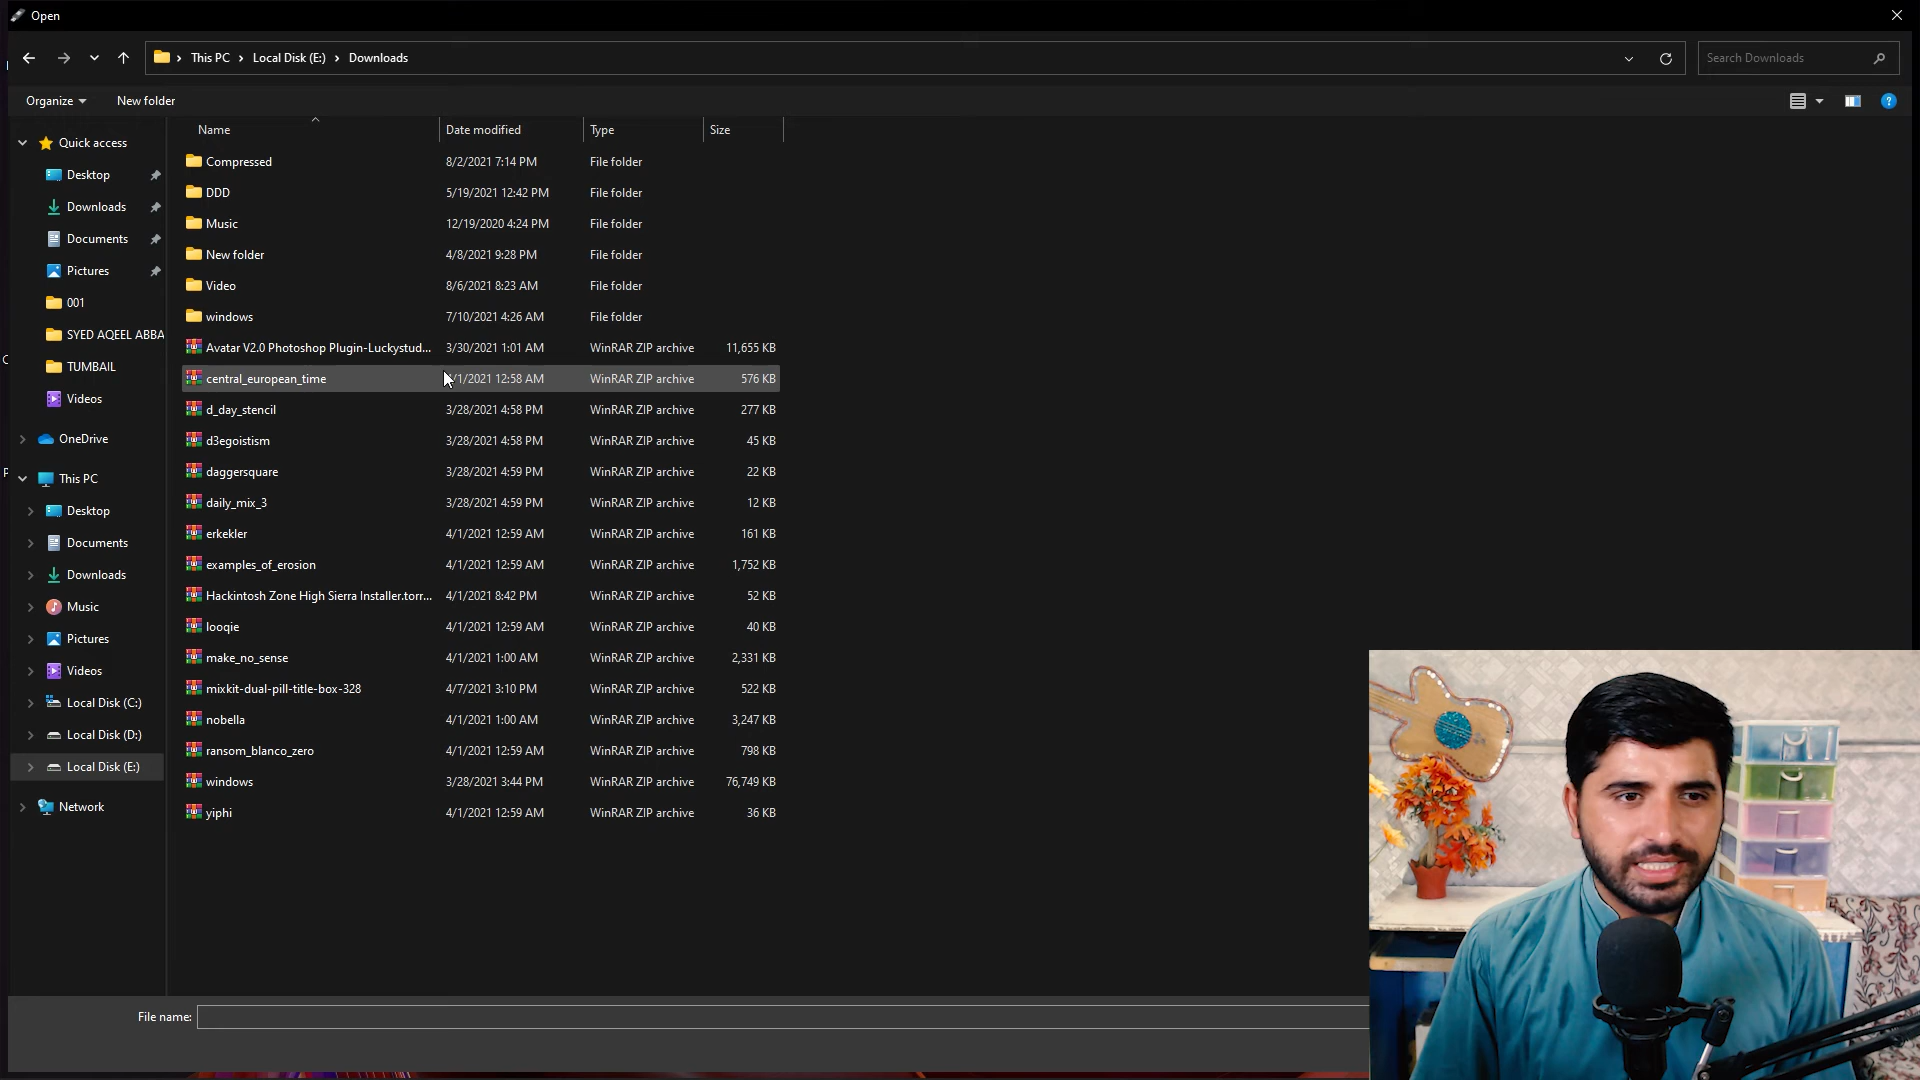 Open
This PC > Local Disk (E:) > Downloads
Search Downloads
Organize
New folder
Name Date modified Type Size
Quick access
Desktop
Downloads
Documents
Pictures
001
SYED AQEEL ABBA
TUMBAIL
Videos
OneDrive
This PC
Desktop
Documents
Downloads
Music
Pictures
Videos
Local Disk (C:)
Local Disk (D:)
Local Disk (E:)
Network
Compressed 8/2/2021 7:14 PM File folder
DDD 5/19/2021 12:42 PM File folder
Music 12/19/2020 4:24 PM File folder
New folder 4/8/2021 9:28 PM File folder
Video 8/6/2021 8:23 AM File folder
windows 7/10/2021 4:26 AM File folder
Avatar V2.0 Photoshop Plugin-Luckystud... 3/30/2021 1:01 AM WinRAR ZIP archive 11,655 KB
central_european_time /1/2021 12:58 AM WinRAR ZIP archive 576 KB
d_day_stencil 3/28/2021 4:58 PM WinRAR ZIP archive 277 KB
d3egoistism 3/28/2021 4:58 PM WinRAR ZIP archive 45 KB
daggersquare 3/28/2021 4:59 PM WinRAR ZIP archive 22 KB
daily_mix_3 3/28/2021 4:59 PM WinRAR ZIP archive 12 KB
erkekler 4/1/2021 12:59 AM WinRAR ZIP archive 161 KB
examples_of_erosion 4/1/2021 12:59 AM WinRAR ZIP archive 1,752 KB
Hackintosh Zone High Sierra Installer.torr... 4/1/2021 8:42 PM WinRAR ZIP archive 52 KB
looqie 4/1/2021 12:59 AM WinRAR ZIP archive 40 KB
make_no_sense 4/1/2021 1:00 AM WinRAR ZIP archive 2,331 KB
mixkit-dual-pill-title-box-328 4/7/2021 3:10 PM WinRAR ZIP archive 522 KB
nobella 4/1/2021 1:00 AM WinRAR ZIP archive 3,247 KB
ransom_blanco_zero 4/1/2021 12:59 AM WinRAR ZIP archive 798 KB
windows 3/28/2021 3:44 PM WinRAR ZIP archive 76,749 KB
yiphi 4/1/2021 12:59 AM WinRAR ZIP archive 36 KB
File name: